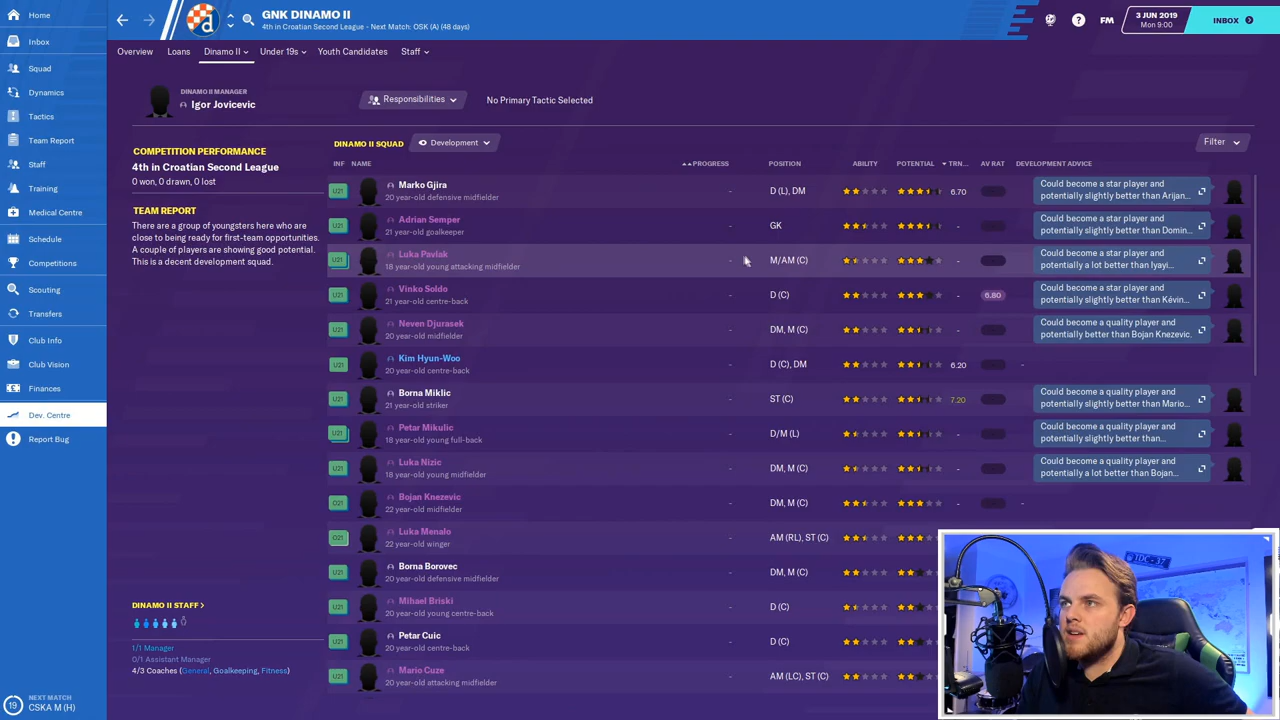 Home
GNK DINAMO II
4th in Croatian Second League - Next Match: OSK (A) (48 days)
? FM
3 JUN 2019
Mon 9:00
INBOX
Inbox
Squad
Dynamics
Tactics
Team Report
Staff
Training
Medical Centre
Schedule
Competitions
Scouting
Transfers
Club Info
Club Vision
Finances
Dev. Centre
Report Bug
NEXT MATCH
19 CSKA M (H)
Overview Loans Dinamo II Under 19s Youth Candidates Staff
DINAMO II MANAGER
Igor Jovicevic
Responsibilities
No Primary Tactic Selected
COMPETITION PERFORMANCE
4th in Croatian Second League
0 won, 0 drawn, 0 lost
TEAM REPORT
There are a group of youngsters here who are
close to being ready for first-team opportunities.
A couple of players are showing good potential.
This is a decent development squad.
DINAMO II STAFF >
1/1 Manager
0/1 Assistant Manager
4/3 Coaches (General, Goalkeeping, Fitness)
DINAMO II SQUAD Development Filter
INF NAME PROGRESS POSITION ABILITY POTENTIAL TRN... AV RAT DEVELOPMENT ADVICE
U21 Marko Gjira - D (L), DM 6.70 Could become a star player and
20 year-old defensive midfielder potentially slightly better than Arijan...
U21 Adrian Semper - GK - Could become a star player and
21 year-old goalkeeper potentially slightly better than Domin...
U21 Luka Pavlak - M/AM (C) - Could become a star player and
18 year-old young attacking midfielder potentially a lot better than Iyayi...
U21 Vinko Soldo - D (C) - 6.80 Could become a star player and
21 year-old centre-back potentially slightly better than Kévin...
U21 Neven Djurasek - DM, M (C) - Could become a quality player and
20 year-old midfielder potentially better than Bojan Knezevic.
U21 Kim Hyun-Woo - D (C), DM 6.20 -
20 year-old centre-back
U21 Borna Miklic - ST (C) 7.20 Could become a quality player and
21 year-old striker potentially slightly better than Mario...
U21 Petar Mikulic - D/M (L) - Could become a quality player and
18 year-old young full-back potentially slightly better than...
U21 Luka Nizic - DM, M (C) - Could become a quality player and
18 year-old young midfielder potentially a lot better than Bojan...
O21 Bojan Knezevic - DM, M (C) - -
22 year-old midfielder
O21 Luka Menalo - AM (RL), ST (C)
22 year-old winger
U21 Borna Borovec - DM, M (C)
20 year-old defensive midfielder
U21 Mihael Briski - D (C)
20 year-old young centre-back
U21 Petar Cuic - D (C)
20 year-old centre-back
U21 Mario Cuze - AM (LC), ST (C)
20 year-old attacking midfielder